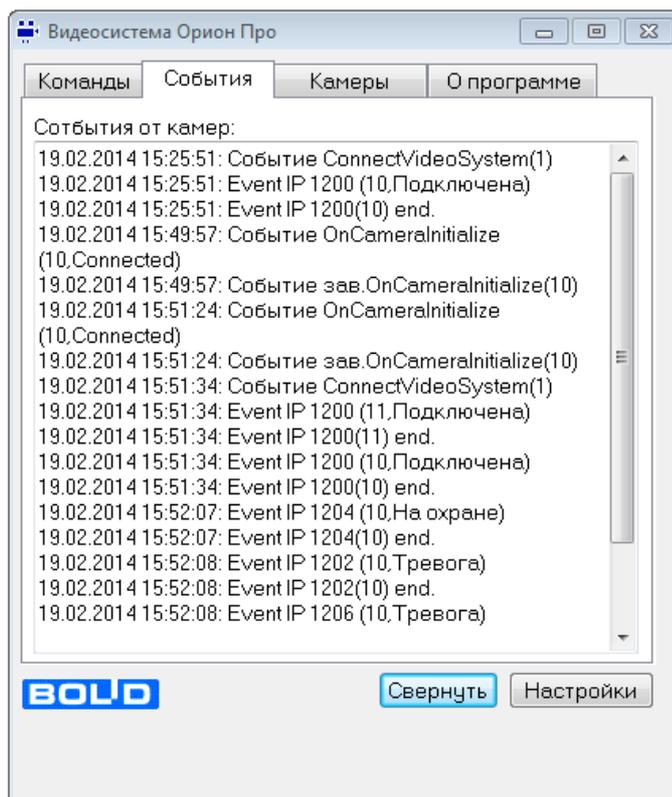 Видеосистема Орион Про
Команды События Камеры О программе
Сотбытия от камер:
19.02.2014 15:25:51: Событие ConnectVideoSystem(1)
19.02.2014 15:25:51: Event IP 1200 (10,Подключена)
19.02.2014 15:25:51: Event IP 1200(10) end.
19.02.2014 15:49:57: Событие OnCameraInitialize
(10,Connected)
19.02.2014 15:49:57: Событие зав.OnCameraInitialize(10)
19.02.2014 15:51:24: Событие OnCameraInitialize
(10,Connected)
19.02.2014 15:51:24: Событие зав.OnCameraInitialize(10)
19.02.2014 15:51:34: Событие ConnectVideoSystem(1)
19.02.2014 15:51:34: Event IP 1200 (11,Подключена)
19.02.2014 15:51:34: Event IP 1200(11) end.
19.02.2014 15:51:34: Event IP 1200 (10,Подключена)
19.02.2014 15:51:34: Event IP 1200(10) end.
19.02.2014 15:52:07: Event IP 1204 (10,На охране)
19.02.2014 15:52:07: Event IP 1204(10) end.
19.02.2014 15:52:08: Event IP 1202 (10,Тревога)
19.02.2014 15:52:08: Event IP 1202(10) end.
19.02.2014 15:52:08: Event IP 1206 (10,Тревога)
BOLID Свернуть Настройки